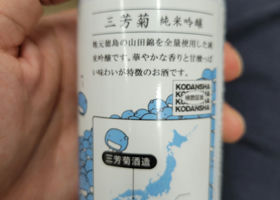 三芳菊 純米吟醸
地元徳島の山田錦を全量使用した純
米吟醸です。華やかな香りと甘酸っぱ
い味わいが特徴のお酒です。
KODANSHA
KODANSHA
三芳菊酒造